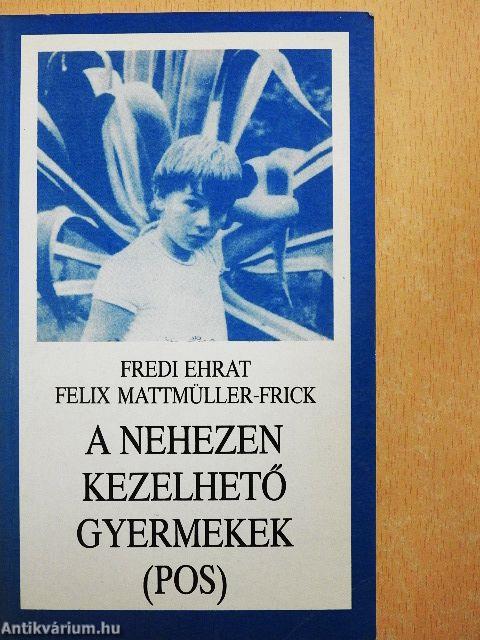 FREDI EHRAT
FELIX MATTMÜLLER-FRICK
A NEHEZEN
KEZELHETŐ
GYERMEKEK
(POS)
Antikvárium.hu